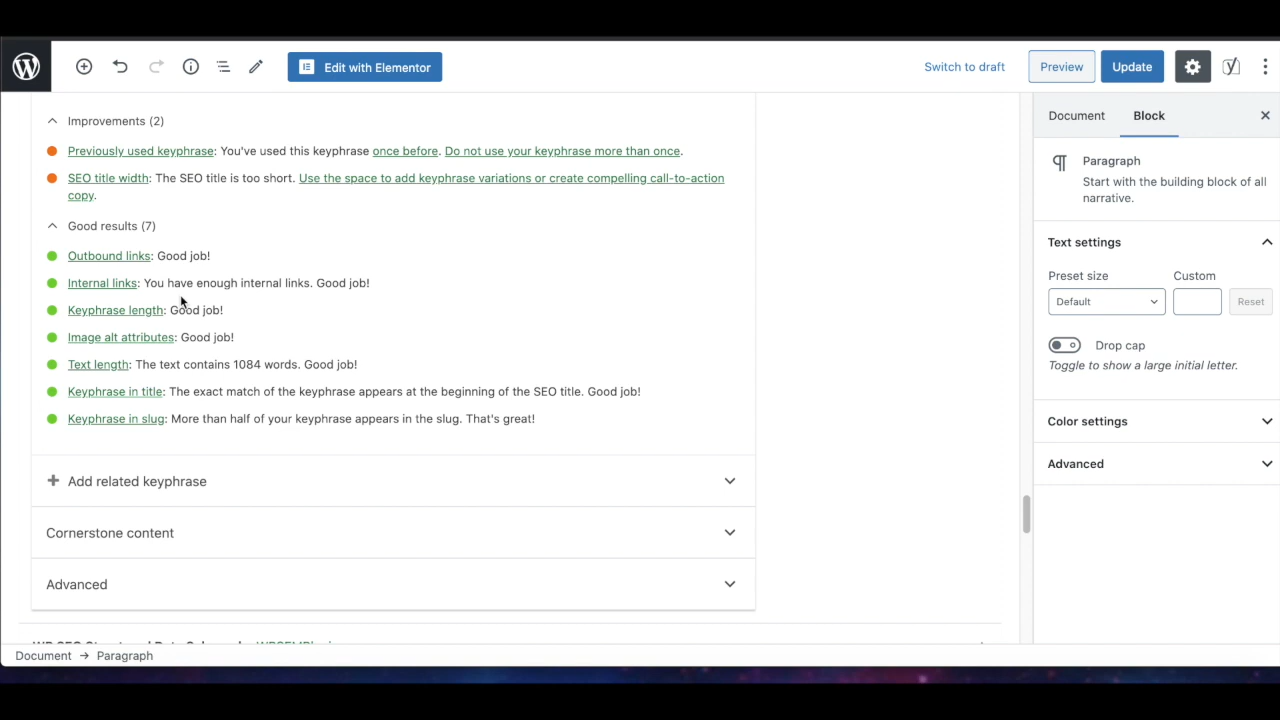 Edit with Elementor
Switch to draft
Preview
Update
Improvements (2)
Previously used keyphrase: You've used this keyphrase once before. Do not use your keyphrase more than once.
SEO title width: The SEO title is too short. Use the space to add keyphrase variations or create compelling call-to-action
copy.
Good results (7)
Outbound links: Good job!
Internal links: You have enough internal links. Good job!
Keyphrase length: Good job!
Image alt attributes: Good job!
Text length: The text contains 1084 words. Good job!
Keyphrase in title: The exact match of the keyphrase appears at the beginning of the SEO title. Good job!
Keyphrase in slug: More than half of your keyphrase appears in the slug. That's great!
Add related keyphrase
Cornerstone content
Advanced
Document → Paragraph
Document
Block
Paragraph
Start with the building block of all
narrative.
Text settings
Preset size
Custom
Default
Reset
Drop cap
Toggle to show a large initial letter.
Color settings
Advanced